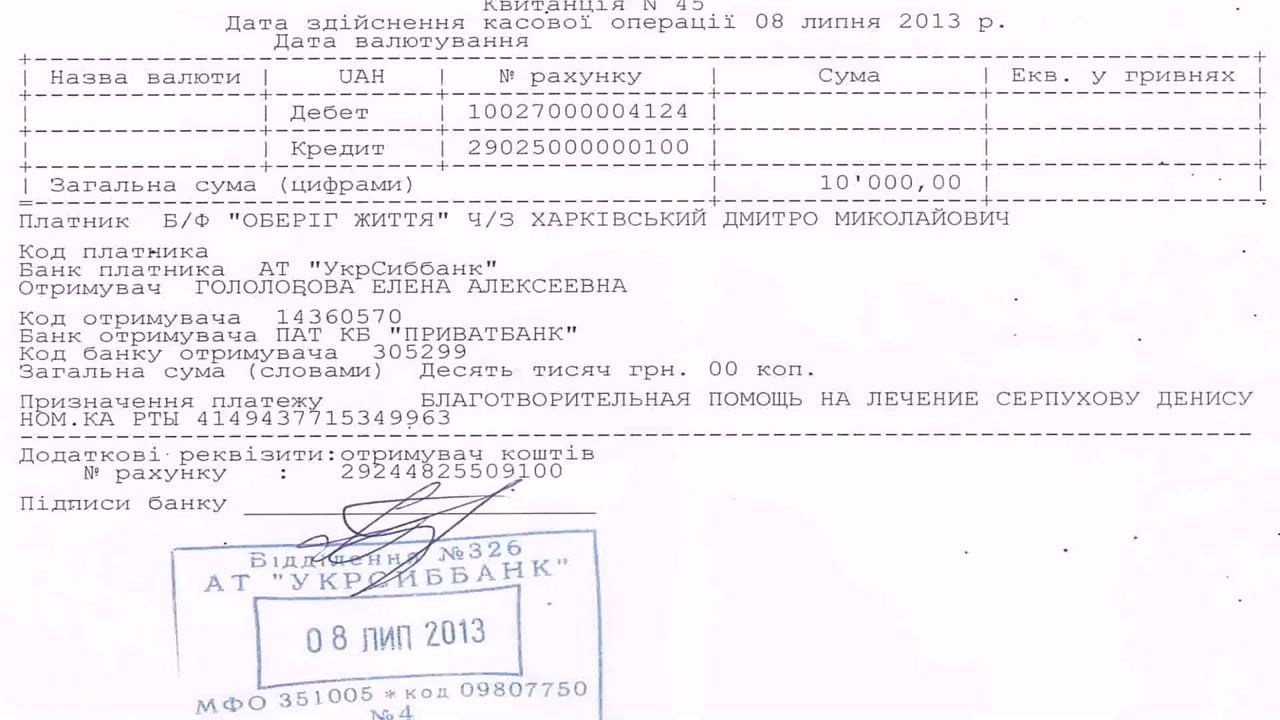 Квитанція N 45
Дата здійснення касової операції 08 липня 2013 р.
Дата валютування
Назва валюти | UAH | № рахунку | Сума | Екв. у гривнях
Дебет | 10027000004124
Кредит | 29025000000100
Загальна сума (цифрами) | 10'000,00
Платник Б/Ф "ОБЕРІГ ЖИТТЯ" Ч/З ХАРКІВСЬКИЙ ДМИТРО МИКОЛАЙОВИЧ
Код платника
Банк платника АТ "УкрСиббанк"
Отримувач ГОЛОЛОБОВА ЕЛЕНА АЛЕКСЕЕВНА
Код отримувача 14360570
Банк отримувача ПАТ КБ "ПРИВАТБАНК"
Код банку отримувача 305299
Загальна сума (словами) Десять тисяч грн. 00 коп.
Призначення платежу БЛАГОТВОРИТЕЛЬНАЯ ПОМОЩЬ НА ЛЕЧЕНИЕ СЕРПУХОВУ ДЕНИСУ
НОМ.КА РТЫ 4149437715349963
Додаткові реквізити:отримувач коштів
№ рахунку : 29244825509100
Підписи банку
Відділення №326
АТ "УКРСИББАНК"
08 ЛИП 2013
МФО 351005 * код 09807750
№4